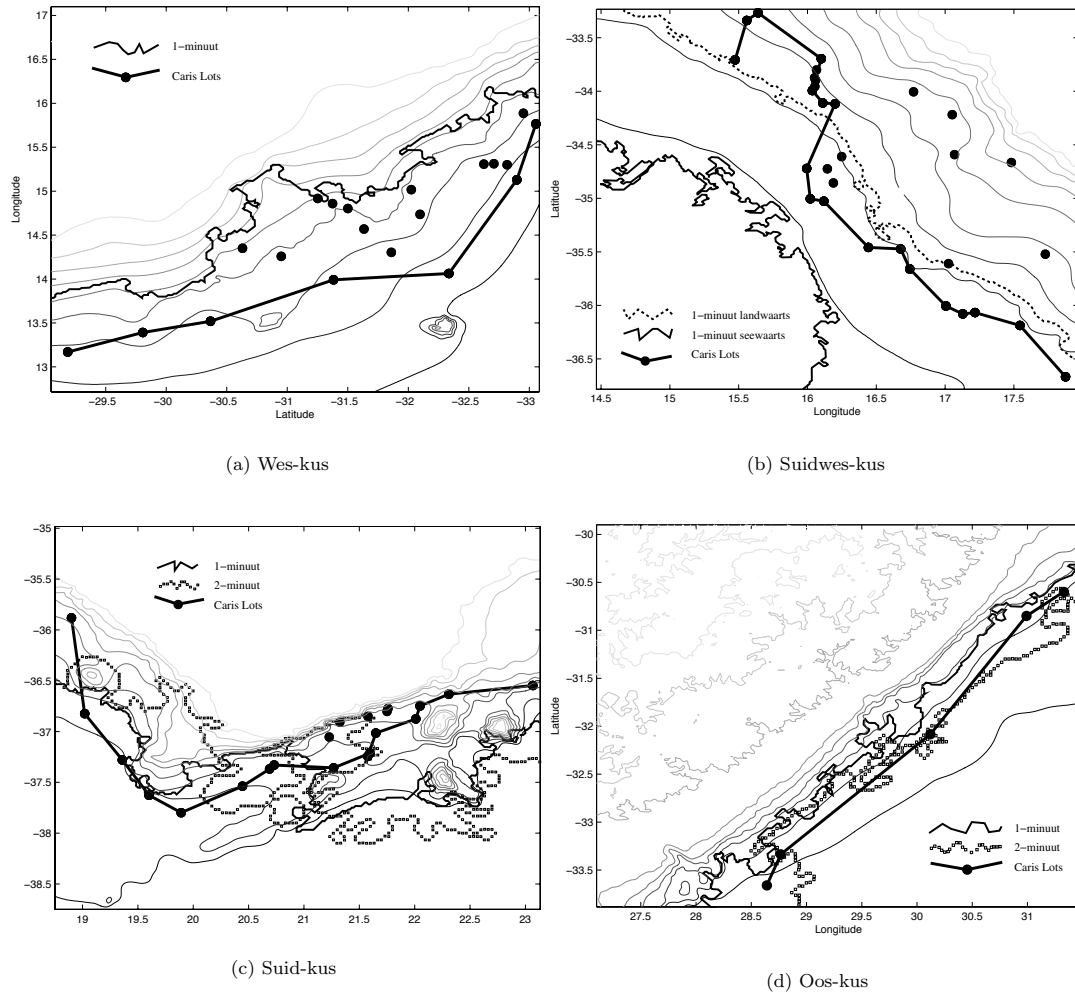 17
16.5
16
15.5
15
14.5
14
13.5
13
Longitude
1−minuut
Caris Lots
−29.5 −30 −30.5 −31 −31.5 −32 −32.5 −33
Latitude
(a) Wes-kus
−33.5
−34
−34.5
−35
−35.5
−36
−36.5
Latitude
1−minuut landwaarts
1−minuut seewaarts
Caris Lots
14.5 15 15.5 16 16.5 17 17.5
Longitude
(b) Suidwes-kus
−35
−35.5
−36
−36.5
−37
−37.5
−38
−38.5
1−minuut
2−minuut
Caris Lots
19 19.5 20 20.5 21 21.5 22 22.5 23
(c) Suid-kus
−30
−30.5
−31
−31.5
−32
−32.5
−33
−33.5
Latitude
1−minuut
2−minuut
Caris Lots
27.5 28 28.5 29 29.5 30 30.5 31
Longitude
(d) Oos-kus